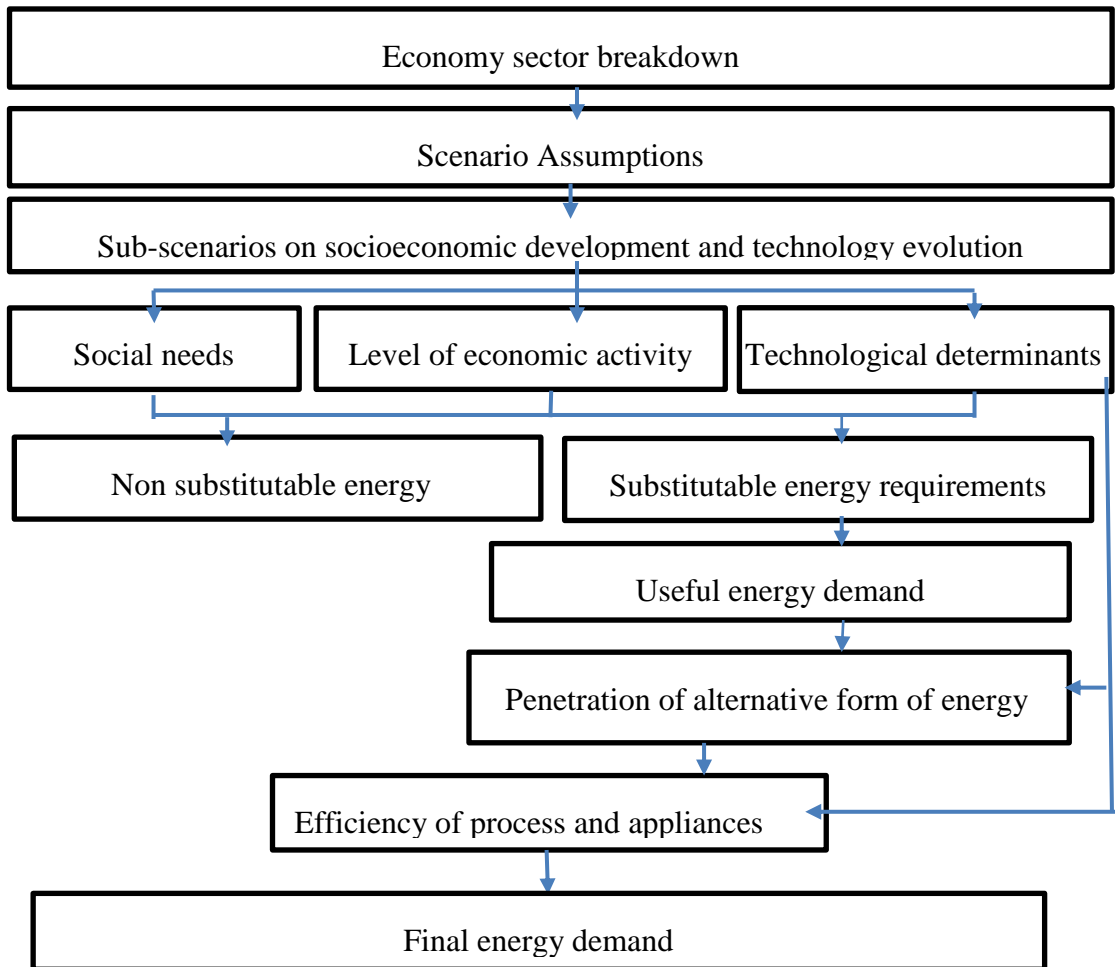 Economy sector breakdown
Scenario Assumptions
Sub-scenarios on socioeconomic development and technology evolution
Social needs
Level of economic activity
Technological determinants
Non substitutable energy
Substitutable energy requirements
Useful energy demand
Penetration of alternative form of energy
Efficiency of process and appliances
Final energy demand